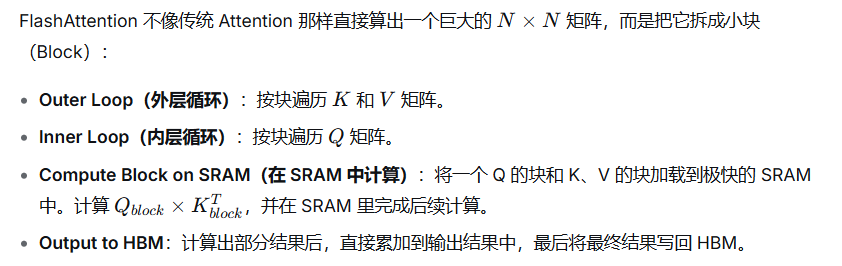 FlashAttention 不像传统 Attention 那样直接算出一个巨大的 N × N 矩阵，而是把它拆成小块
（Block）：
• Outer Loop（外层循环）：按块遍历 K 和 V 矩阵。
• Inner Loop（内层循环）：按块遍历 Q 矩阵。
• Compute Block on SRAM（在 SRAM 中计算）：将一个 Q 的块和 K、V 的块加载到极快的 SRAM
中。计算 $Q_{block} \times K_{block}^T$，并在 SRAM 里完成后续计算。
• Output to HBM：计算出部分结果后，直接累加到输出结果中，最后将最终结果写回 HBM。